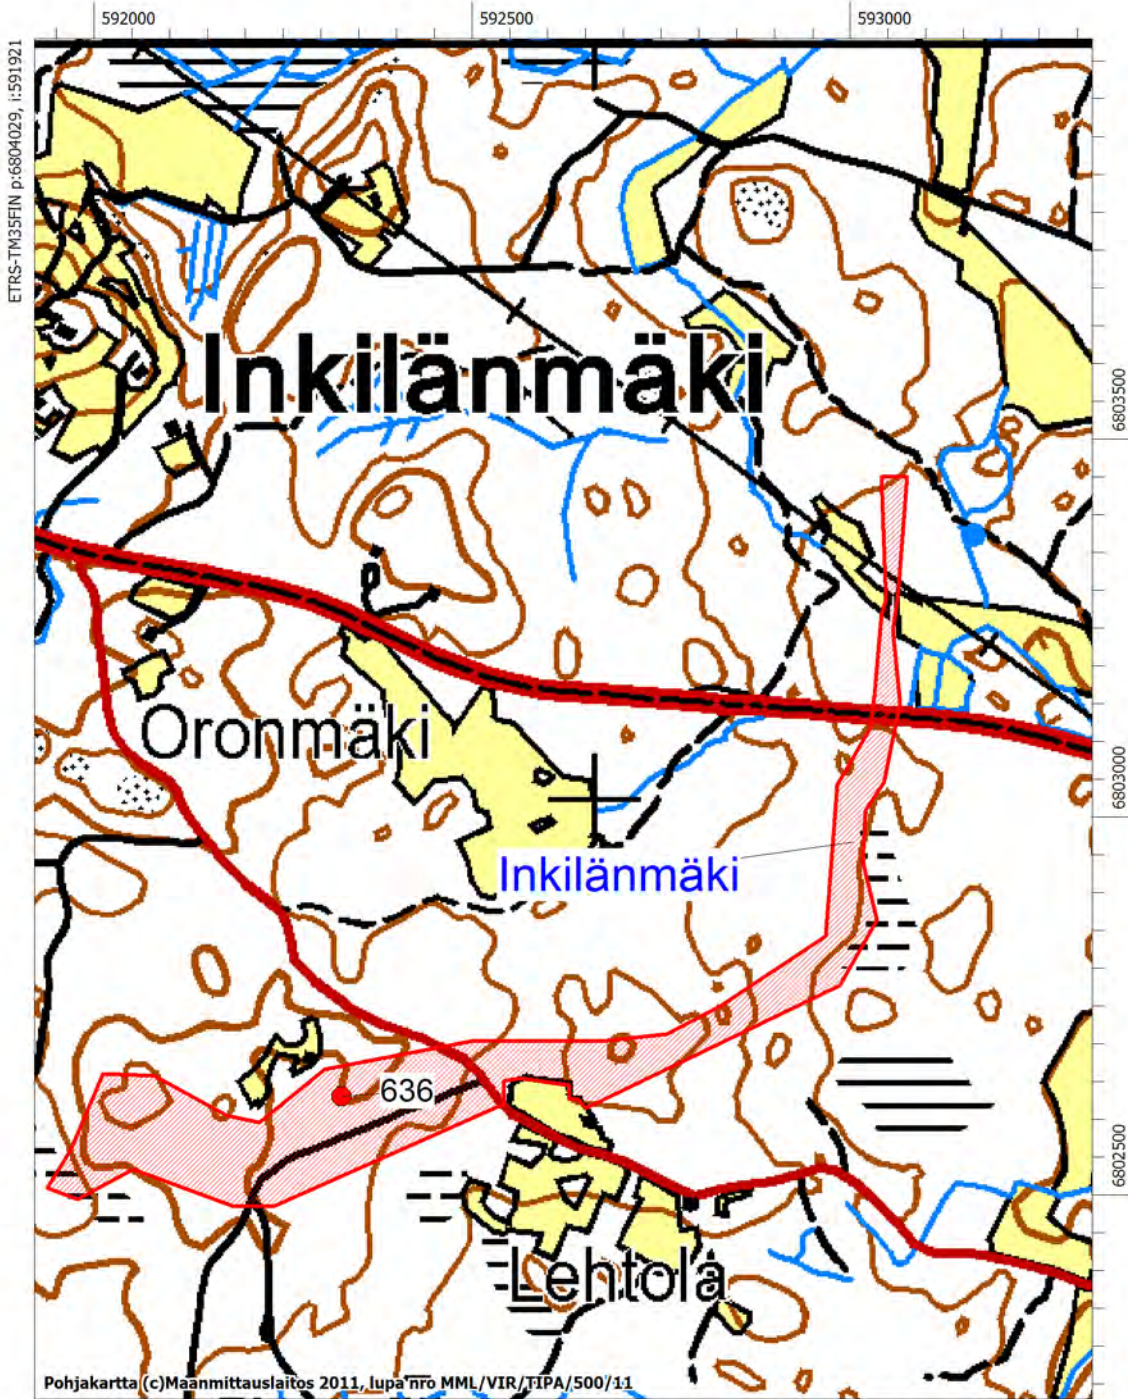 592000
592500
593000
ETRS-TM35FIN p:6804029, i:591921
Inkilänmäki
6803500
Oronmäki
6803000
Inkilänmäki
636
6802500
Lehtola
Pohjakartta (c)Maanmittauslaitos 2011, lupa nro MML/VIR/TIPA/500/11